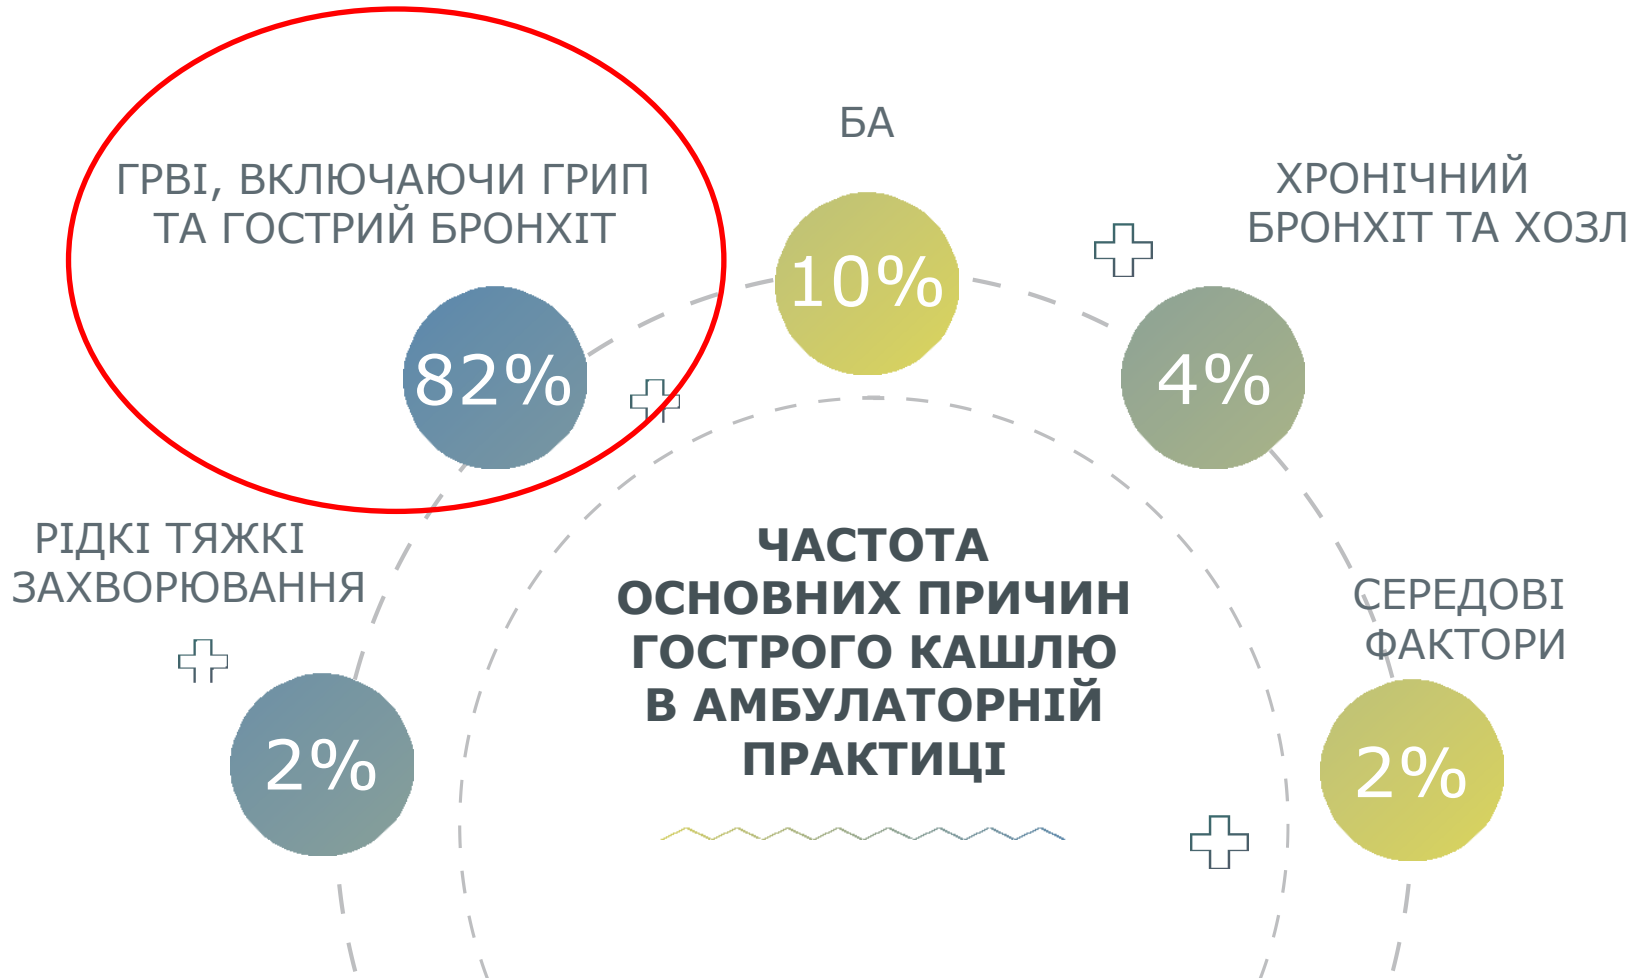 БА
ГРВІ, ВКЛЮЧАЮЧИ ГРИП
ТА ГОСТРИЙ БРОНХІТ
ХРОНІЧНИЙ
БРОНХІТ ТА ХОЗЛ
10%
82%
4%
РІДКІ ТЯЖКІ
ЗАХВОРЮВАННЯ
ЧАСТОТА
ОСНОВНИХ ПРИЧИН
ГОСТРОГО КАШЛЮ
В АМБУЛАТОРНІЙ
ПРАКТИЦІ
СЕРЕДОВІ
ФАКТОРИ
2%
2%